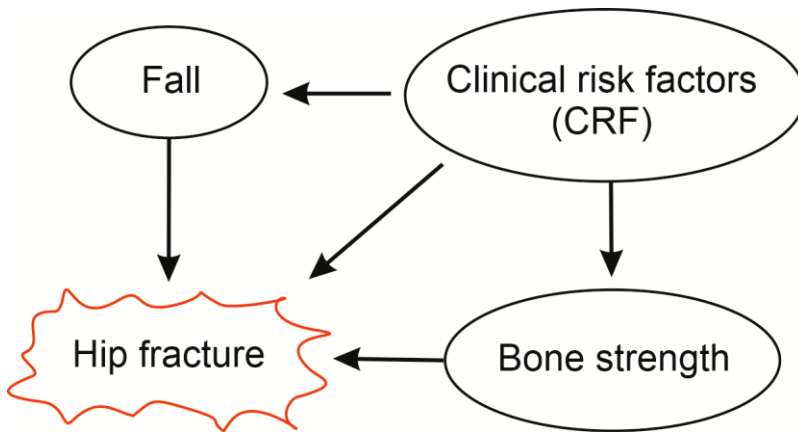 Fall
Clinical risk factors
(CRF)
Hip fracture
Bone strength